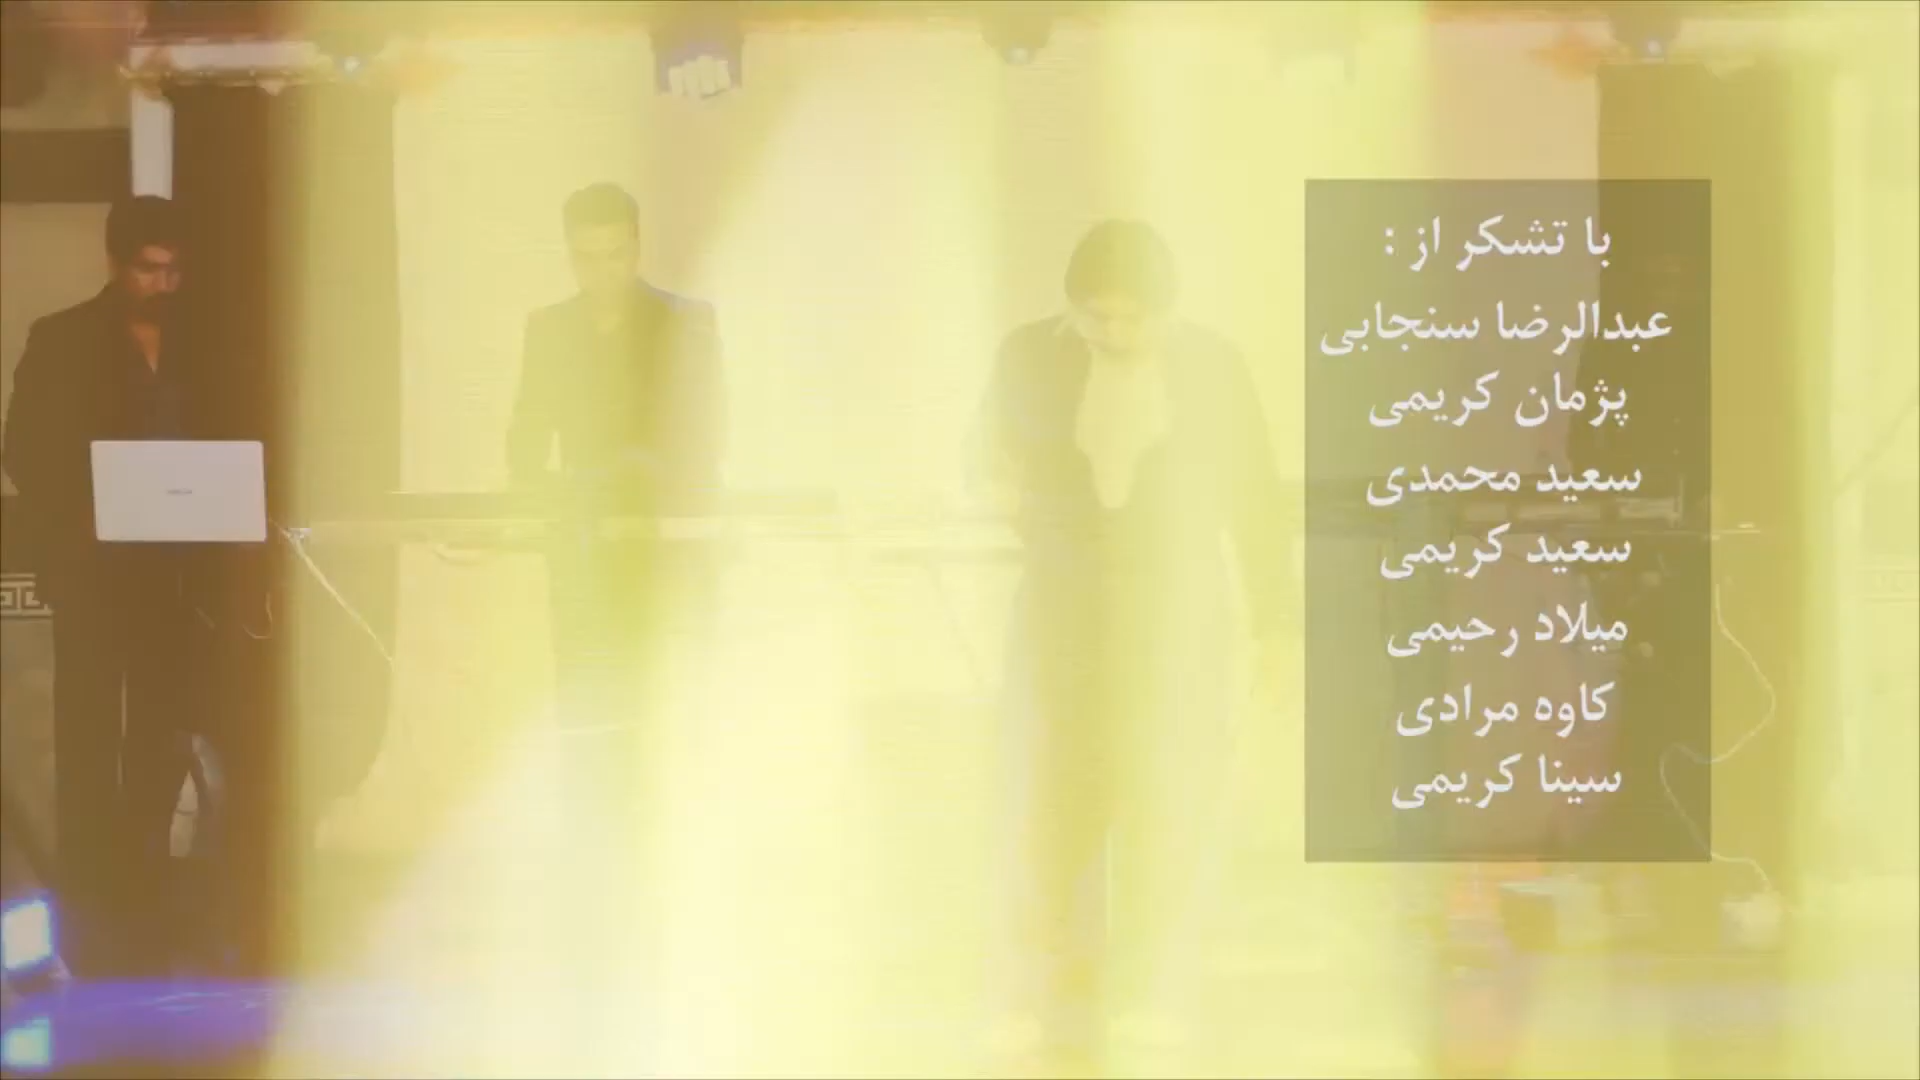 با تشکر از :
عبدالرضا سنجابی
پژمان کریمی
سعید محمدی
سعید کریمی
میلاد رحیمی
کاوه مرادی
سینا کریمی